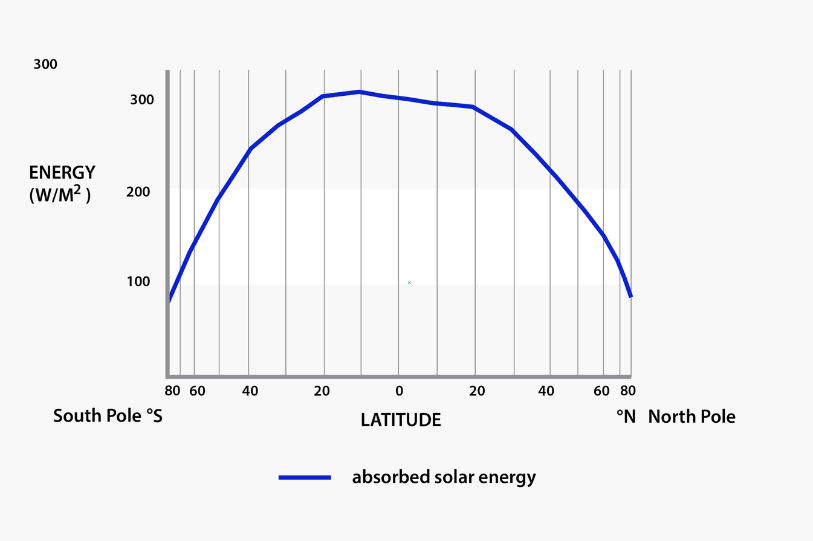 300
300
ENERGY
(W/M2 )
200
100
80 60 40 20 0 20 40 60 80
South Pole °S
LATITUDE
°N North Pole
absorbed solar energy